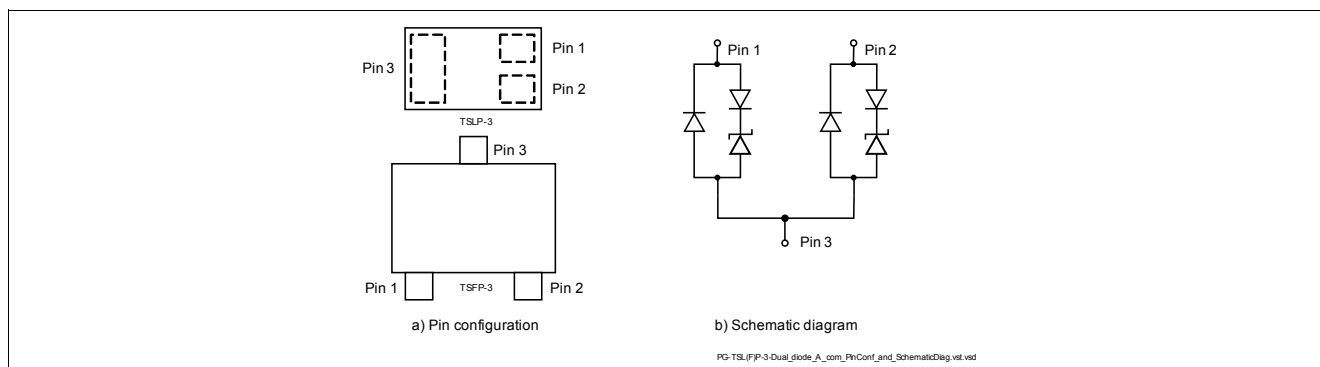 Pin 1
Pin 3
Pin 2
TSLP-3
Pin 3
Pin 1
TSFP-3
Pin 2
a) Pin configuration
Pin 1
Pin 2
Pin 3
b) Schematic diagram
PG-TSL(F)P-3-Dual_diode_A_com_PinConf_and_SchematicDiag.vst.vsd